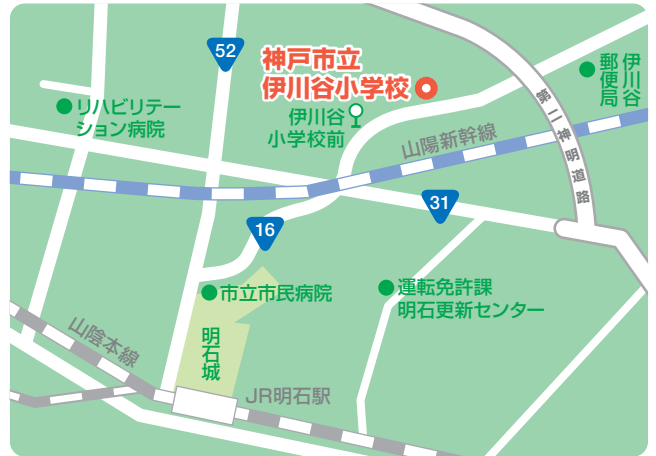 52
神戸市立
伊川谷小学校
伊川谷
郵便局
リハビリテー
ション病院
伊川谷
小学校前
山陽新幹線
第二神明道路
31
16
市立市民病院
運転免許課
明石更新センター
山陰本線
明石城
JR明石駅